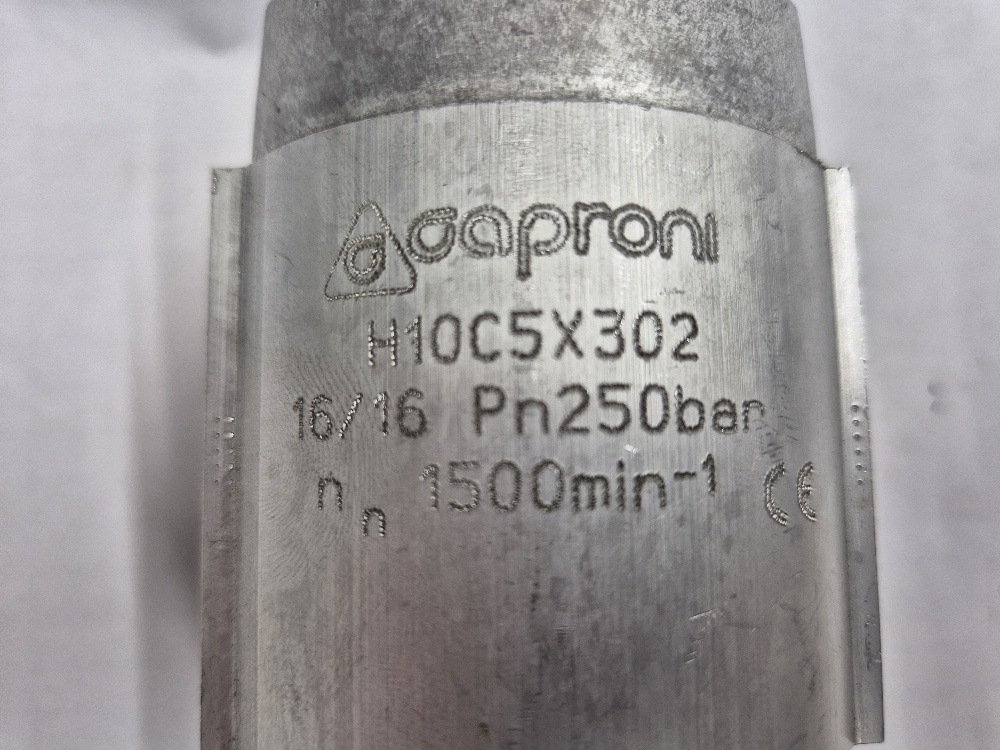 caproni
H10C5X302
16/16 Pn250bar
nn 1500min-1 CE